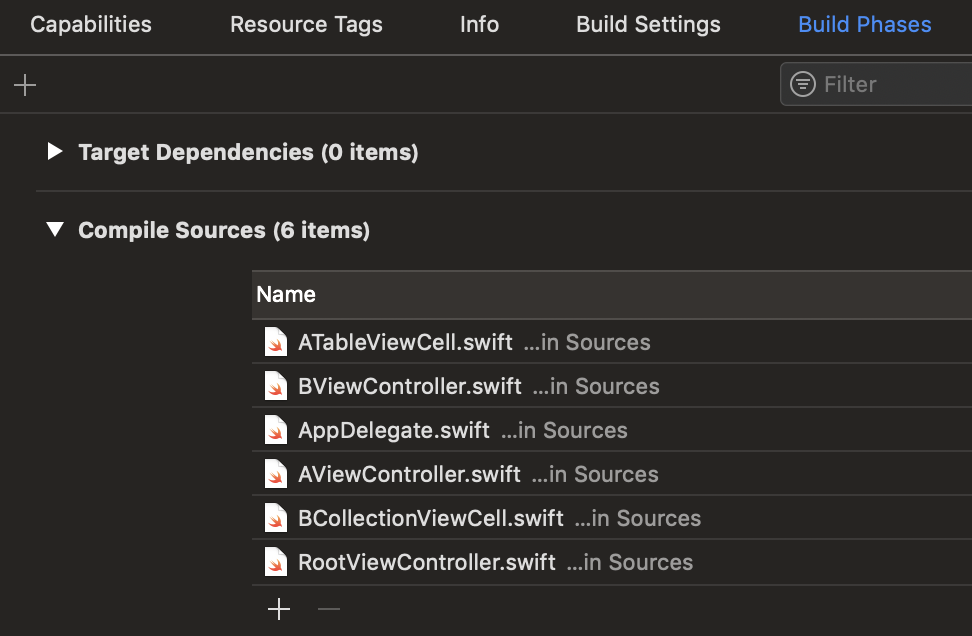 Capabilities Resource Tags Info Build Settings Build Phases
Filter
Target Dependencies (0 items)
Compile Sources (6 items)
Name
ATableViewCell.swift ...in Sources
BViewController.swift ...in Sources
AppDelegate.swift ...in Sources
AViewController.swift ...in Sources
BCollectionViewCell.swift ...in Sources
RootViewController.swift ...in Sources